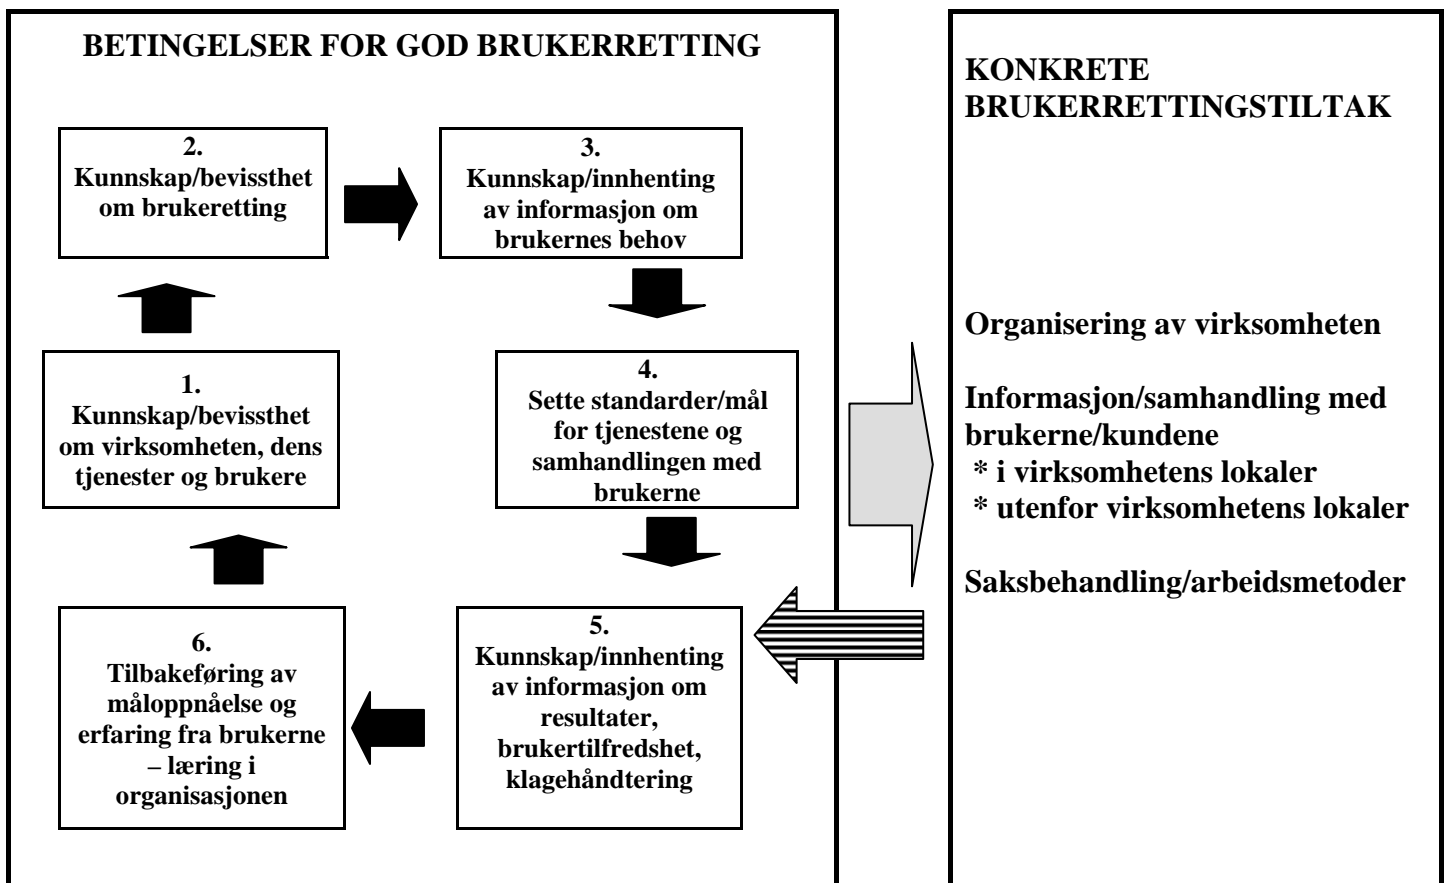 BETINGELSER FOR GOD BRUKERRETTING
2.
Kunnskap/bevissthet
om brukeretting
3.
Kunnskap/innhenting
av informasjon om
brukernes behov
1.
Kunnskap/bevissthet
om virksomheten, dens
tjenester og brukere
4.
Sette standarder/mål
for tjenestene og
samhandlingen med
brukerne
6.
Tilbakeføring av
måloppnåelse og
erfaring fra brukerne
– læring i
organisasjonen
5.
Kunnskap/innhenting
av informasjon om
resultater,
brukertilfredshet,
klagehåndtering
KONKRETE
BRUKERRETTINGSTILTAK
Organisering av virksomheten
Informasjon/samhandling med
brukerne/kundene
* i virksomhetens lokaler
* utenfor virksomhetens lokaler
Saksbehandling/arbeidsmetoder